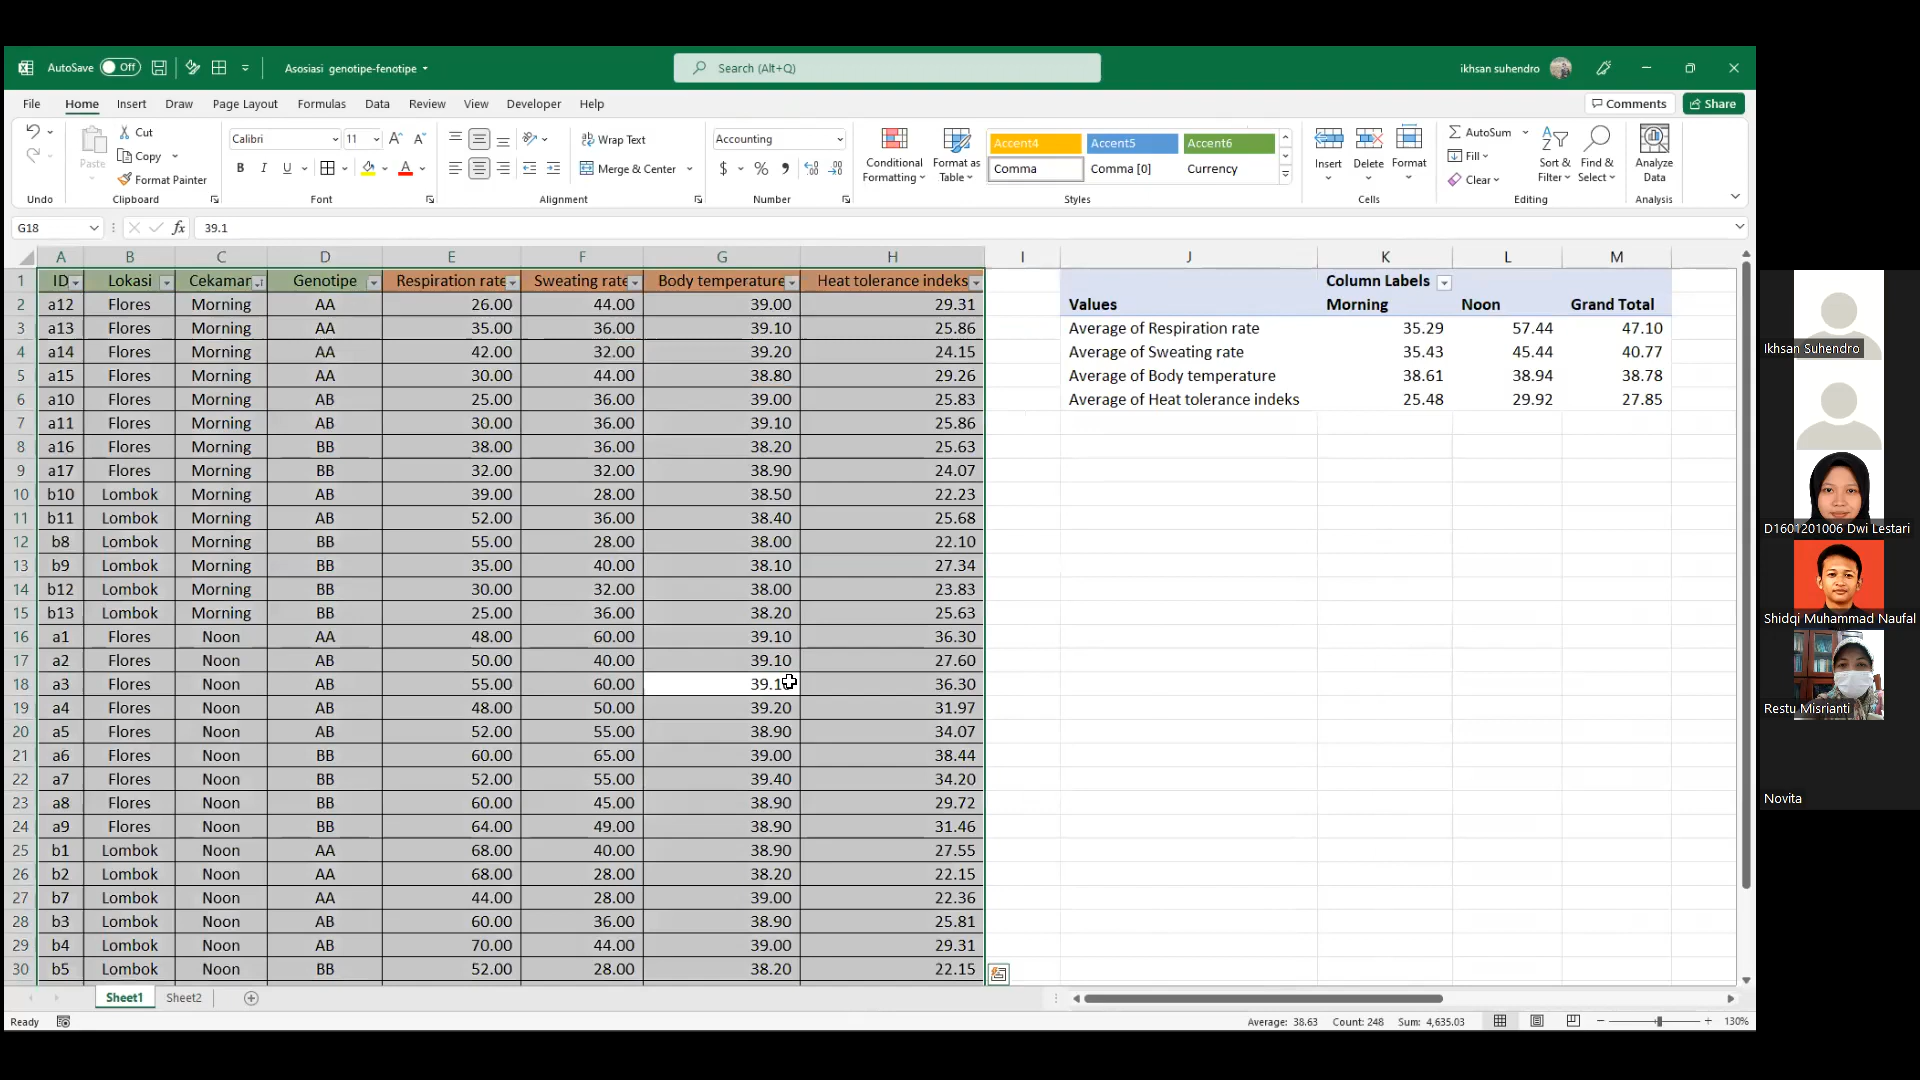 AutoSave Off Asosiasi genotipe-fenotipe Search (Alt+Q) ikhsan suhendro
File Home Insert Draw Page Layout Formulas Data Review View Developer Help Comments Share
Cut
Copy
Format Painter
Paste
Calibri 11
B I U
Wrap Text
Merge & Center
Accounting
$ % ,
Conditional Formatting
Format as Table
Accent4 Accent5 Accent6
Comma Comma [0] Currency
Insert Delete Format
AutoSum
Fill
Clear
Sort & Filter
Find & Select
Analyze Data
Undo Clipboard Font Alignment Number Styles Cells Editing Analysis
G18 fx 39.1
A B C D E F G H I J K L M
1 ID Lokasi Cekamar Genotipe Respiration rate Sweating rate Body temperature Heat tolerance indeks Column Labels
2 a12 Flores Morning AA 26.00 44.00 39.00 29.31 Values Morning Noon Grand Total
3 a13 Flores Morning AA 35.00 36.00 39.10 25.86 Average of Respiration rate 35.29 57.44 47.10
4 a14 Flores Morning AA 42.00 32.00 39.20 24.15 Average of Sweating rate 35.43 45.44 40.77
5 a15 Flores Morning AA 30.00 44.00 38.80 29.26 Average of Body temperature 38.61 38.94 38.78
6 a10 Flores Morning AB 25.00 36.00 39.00 25.83 Average of Heat tolerance indeks 25.48 29.92 27.85
7 a11 Flores Morning AB 30.00 36.00 39.10 25.86
8 a16 Flores Morning BB 38.00 36.00 38.20 25.63
9 a17 Flores Morning BB 32.00 32.00 38.90 24.07
10 b10 Lombok Morning AB 39.00 28.00 38.50 22.23
11 b11 Lombok Morning AB 52.00 36.00 38.40 25.68
12 b8 Lombok Morning BB 55.00 28.00 38.00 22.10
13 b9 Lombok Morning BB 35.00 40.00 38.10 27.34
14 b12 Lombok Morning BB 30.00 32.00 38.00 23.83
15 b13 Lombok Morning BB 25.00 36.00 38.20 25.63
16 a1 Flores Noon AA 48.00 60.00 39.10 36.30
17 a2 Flores Noon AB 50.00 40.00 39.10 27.60
18 a3 Flores Noon AB 55.00 60.00 39.10 36.30
19 a4 Flores Noon AB 48.00 50.00 39.20 31.97
20 a5 Flores Noon AB 52.00 55.00 38.90 34.07
21 a6 Flores Noon BB 60.00 65.00 39.00 38.44
22 a7 Flores Noon BB 52.00 55.00 39.40 34.20
23 a8 Flores Noon BB 60.00 45.00 38.90 29.72
24 a9 Flores Noon BB 64.00 49.00 38.90 31.46
25 b1 Lombok Noon AA 68.00 40.00 38.90 27.55
26 b2 Lombok Noon AA 68.00 28.00 38.20 22.15
27 b7 Lombok Noon AA 44.00 28.00 39.00 22.36
28 b3 Lombok Noon AB 60.00 36.00 38.90 25.81
29 b4 Lombok Noon AB 70.00 44.00 39.00 29.31
30 b5 Lombok Noon BB 52.00 28.00 38.20 22.15
Sheet1 Sheet2
Ready Average: 38.63 Count: 248 Sum: 4,635.03 130%
Ikhsan Suhendro
D1601201006 Dwi Lestari
Shidqi Muhammad Naufal
Restu Misrianti
Novita